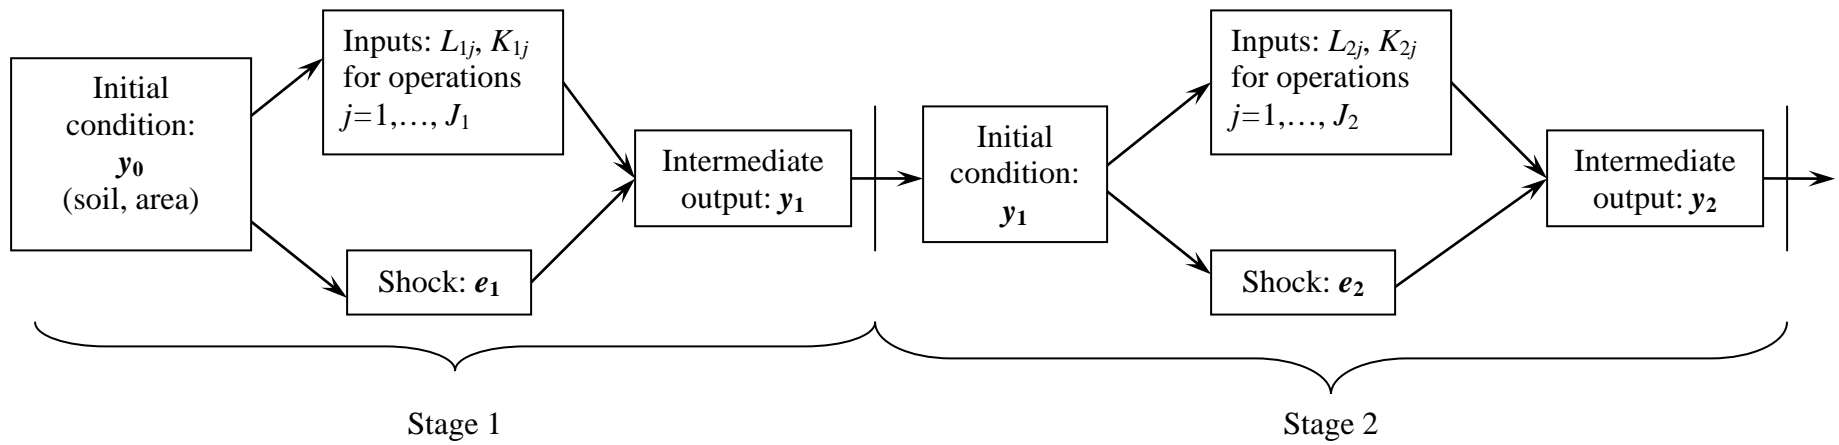 Initial
condition:
y₀
(soil, area)
Inputs: L₁ⱼ, K₁ⱼ
for operations
j=1,…, J₁
Shock: e₁
Intermediate
output: y₁
Initial
condition:
y₁
Inputs: L₂ⱼ, K₂ⱼ
for operations
j=1,…, J₂
Shock: e₂
Intermediate
output: y₂
Stage 1
Stage 2